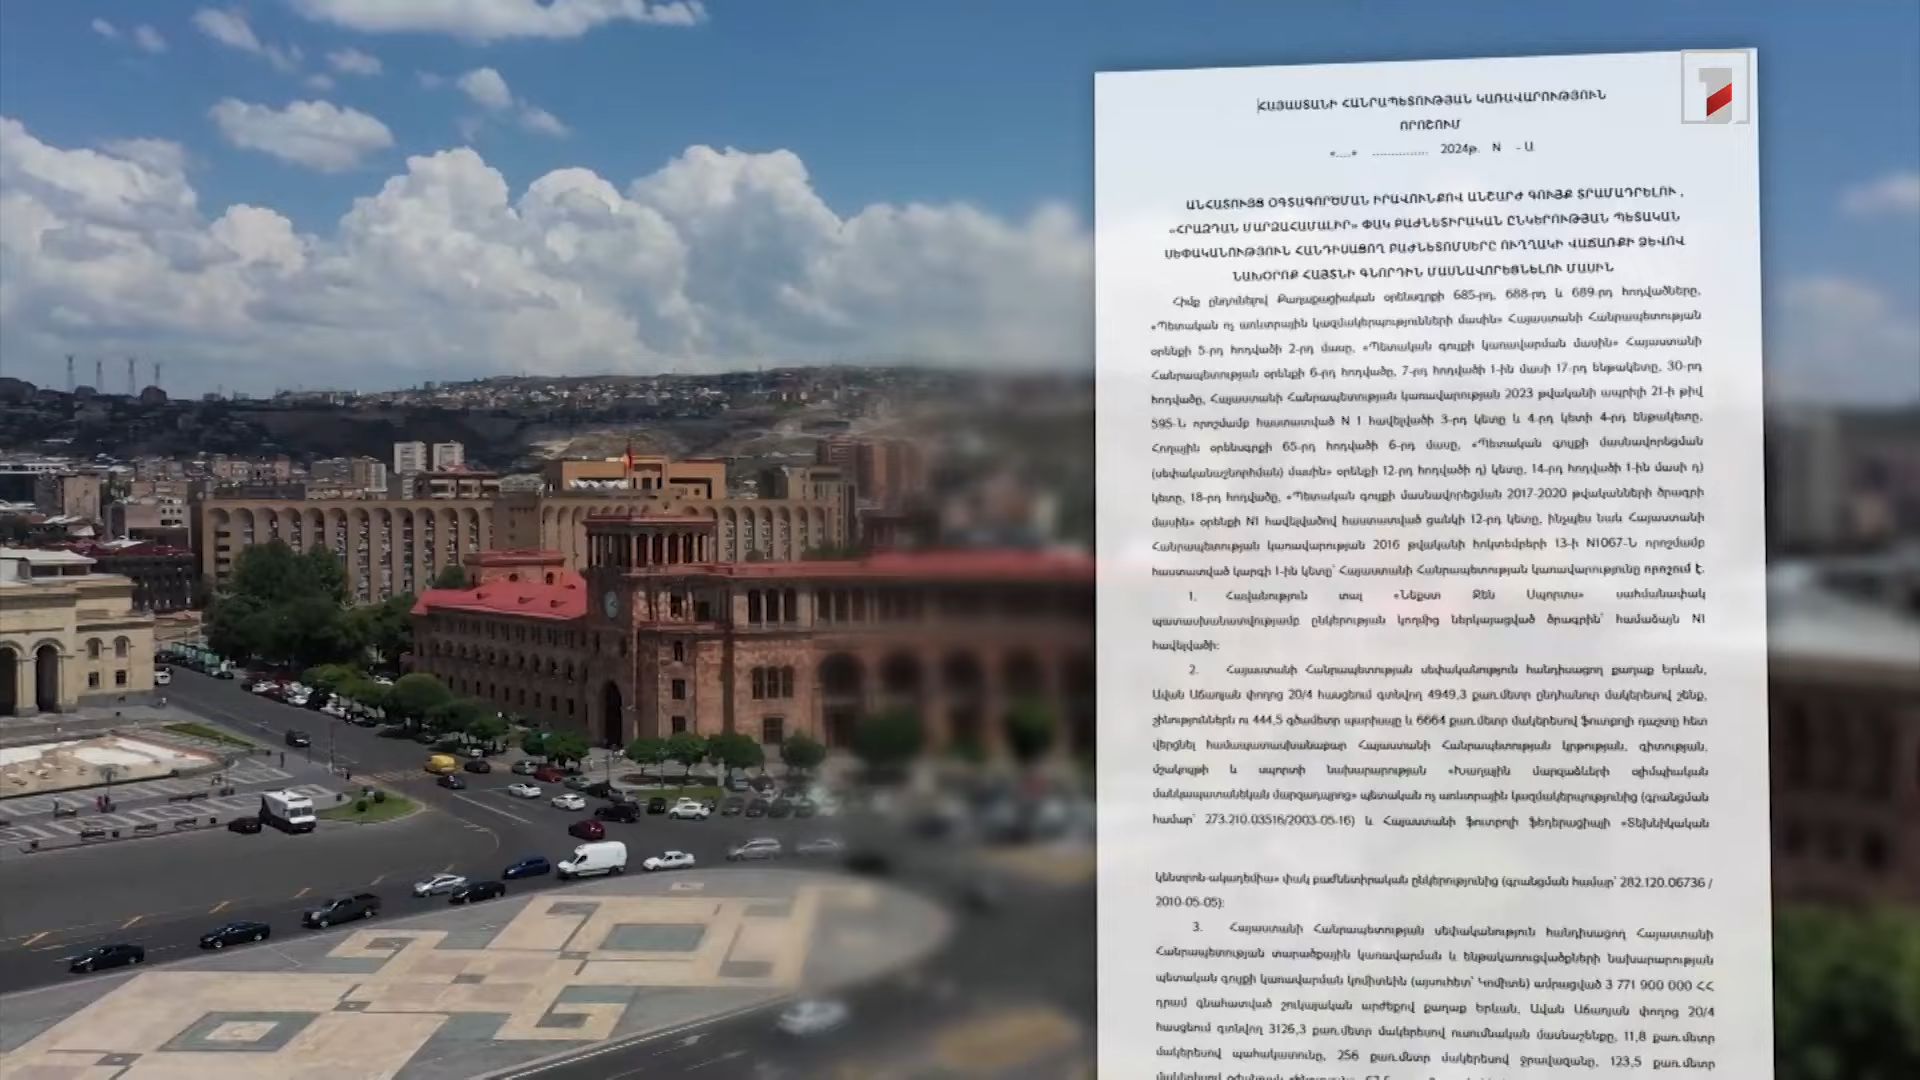 ՀԱՅԱՍՏԱՆԻ ՀԱՆՐԱՊԵՏՈՒԹՅԱՆ ԿԱՌԱՎԱՐՈՒԹՅՈՒՆ
ՈՐՈՇՈՒՄ
«....» ................ 2024թ. N - Ա
ԱՆՀԱՏՈՒՅՑ ՕԳՏԱԳՈՐԾՄԱՆ ԻՐԱՎՈՒՆՔՈՎ ԱՆՇԱՐԺ ԳՈՒՅՔ ՏՐԱՄԱԴՐԵԼՈՒ ,
«ՀՐԱԶԴԱՆ ՄԱՐԶԱՀԱՄԱԼԻՐ» ՓԱԿ ԲԱԺՆԵՏԻՐԱԿԱՆ ԸՆԿԵՐՈՒԹՅԱՆ ՊԵՏԱԿԱՆ
ՍԵՓԱԿԱՆՈՒԹՅՈՒՆ ՀԱՆԴԻՍԱՑՈՂ ԲԱԺՆԵՏՈՄՍԵՐԸ ՈՒՂՂԱԿԻ ՎԱՃԱՌՔԻ ՁԵՎՈՎ
ՆԱԽՕՐՈՔ ՀԱՅՏՆԻ ԳՆՈՐԴԻՆ ՄԱՍՆԱՎՈՐԵՑՆԵԼՈՒ ՄԱՍԻՆ
Հիմք ընդունելով Քաղաքացիական օրենսգրքի 685-րդ, 688-րդ և 689-րդ հոդվածները,
«Պետական ոչ առևտրային կազմակերպությունների մասին» Հայաստանի Հանրապետության
օրենքի 5-րդ հոդվածի 2-րդ մասը, «Պետական գույքի կառավարման մասին» Հայաստանի
Հանրապետության օրենքի 6-րդ հոդվածը, 7-րդ հոդվածի 1-ին մասի 17-րդ ենթակետը, 30-րդ
հոդվածը, Հայաստանի Հանրապետության կառավարության 2023 թվականի ապրիլի 21-ի թիվ
595-Ն որոշմամբ հաստատված N 1 հավելվածի 3-րդ կետը և 4-րդ կետի 4-րդ ենթակետը,
Հողային օրենսգրքի 65-րդ հոդվածի 6-րդ մասը, «Պետական գույքի մասնավորեցման
(սեփականաշնորհման) մասին» օրենքի 12-րդ հոդվածի դ) կետը, 14-րդ հոդվածի 1-ին մասի դ)
կետը, 18-րդ հոդվածը, «Պետական գույքի մասնավորեցման 2017-2020 թվականների ծրագրի
մասին» օրենքի N1 հավելվածով հաստատված ցանկի 12-րդ կետը, ինչպես նաև Հայաստանի
Հանրապետության կառավարության 2016 թվականի հոկտեմբերի 13-ի N1067-Ն որոշմամբ
հաստատված կարգի 1-ին կետը՝ Հայաստանի Հանրապետության կառավարությունը որոշում է.
1. Հավանություն տալ «Նեքստ Ջեն Սպորտս» սահմանափակ
պատասխանատվությամբ ընկերության կողմից ներկայացված ծրագրին՝ համաձայն N1
հավելվածի:
2. Հայաստանի Հանրապետության սեփականություն հանդիսացող քաղաք Երևան,
Ավան Աճառյան փողոց 20/4 հասցեում գտնվող 4949,3 քառ.մետր ընդհանուր մակերեսով շենք,
շինություններն ու 444,5 գծամետր պարիսպը և 6664 քառ.մետր մակերեսով ֆուտբոլի դաշտը հետ
վերցնել համապատասխանաբար Հայաստանի Հանրապետության կրթության, գիտության,
մշակույթի և սպորտի նախարարության «Խաղային մարզաձևերի օլիմպիական
մանկապատանեկան մարզադպրոց» պետական ոչ առևտրային կազմակերպությունից (գրանցման
համար՝ 273.210.03516/2003-05-16) և Հայաստանի ֆուտբոլի ֆեդերացիայի «Տեխնիկական
կենտրոն-ակադեմիա» փակ բաժնետիրական ընկերությունից (գրանցման համար՝ 282.120.06736 /
2010-05-05):
3. Հայաստանի Հանրապետության սեփականություն հանդիսացող Հայաստանի
Հանրապետության տարածքային կառավարման և ենթակառուցվածքների նախարարության
պետական գույքի կառավարման կոմիտեին (այսուհետ՝ Կոմիտե) ամրացված 3 771 900 000 ՀՀ
դրամ գնահատված շուկայական արժեքով քաղաք Երևան, Ավան Աճառյան փողոց 20/4
հասցեում գտնվող 3126,3 քառ.մետր մակերեսով ուսումնական մասնաշենքը, 11,8 քառ.մետր
մակերեսով պահակատունը, 256 քառ.մետր մակերեսով ջրավազանը, 123,5 քառ.մետր